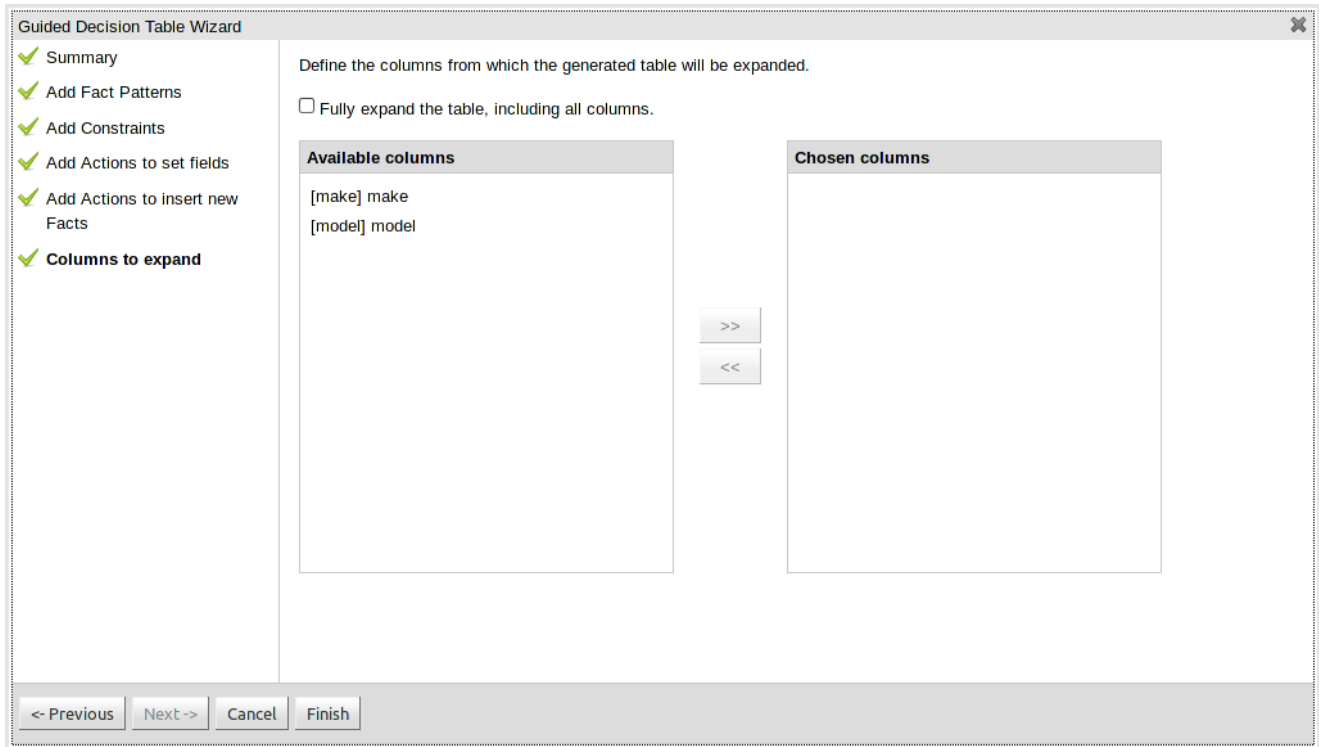 Guided Decision Table Wizard
Summary
Add Fact Patterns
Add Constraints
Add Actions to set fields
Add Actions to insert new
Facts
Columns to expand
Define the columns from which the generated table will be expanded.
Fully expand the table, including all columns.
Available columns
[make] make
[model] model
>>
<<
Chosen columns
<- Previous
Next ->
Cancel
Finish